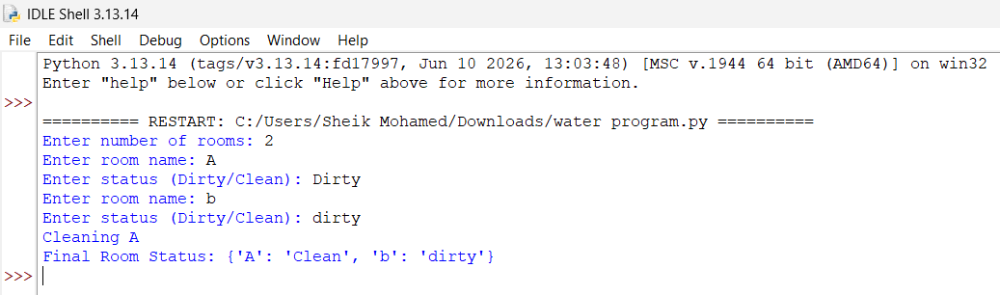 IDLE Shell 3.13.14
File Edit Shell Debug Options Window Help
Python 3.13.14 (tags/v3.13.14:fd17997, Jun 10 2026, 13:03:48) [MSC v.1944 64 bit (AMD64)] on win32
Enter "help" below or click "Help" above for more information.
>>>
========== RESTART: C:/Users/Sheik Mohamed/Downloads/water program.py ==========
Enter number of rooms: 2
Enter room name: A
Enter status (Dirty/Clean): Dirty
Enter room name: b
Enter status (Dirty/Clean): dirty
Cleaning A
Final Room Status: {'A': 'Clean', 'b': 'dirty'}
>>>